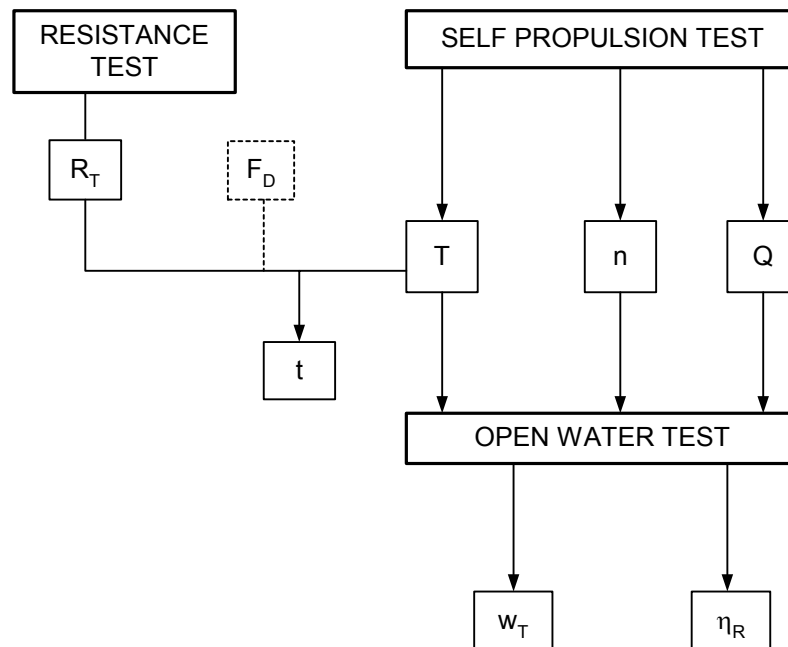 RESISTANCE
TEST
SELF PROPULSION TEST
R_T
F_D
T
n
Q
t
OPEN WATER TEST
w_T
η_R